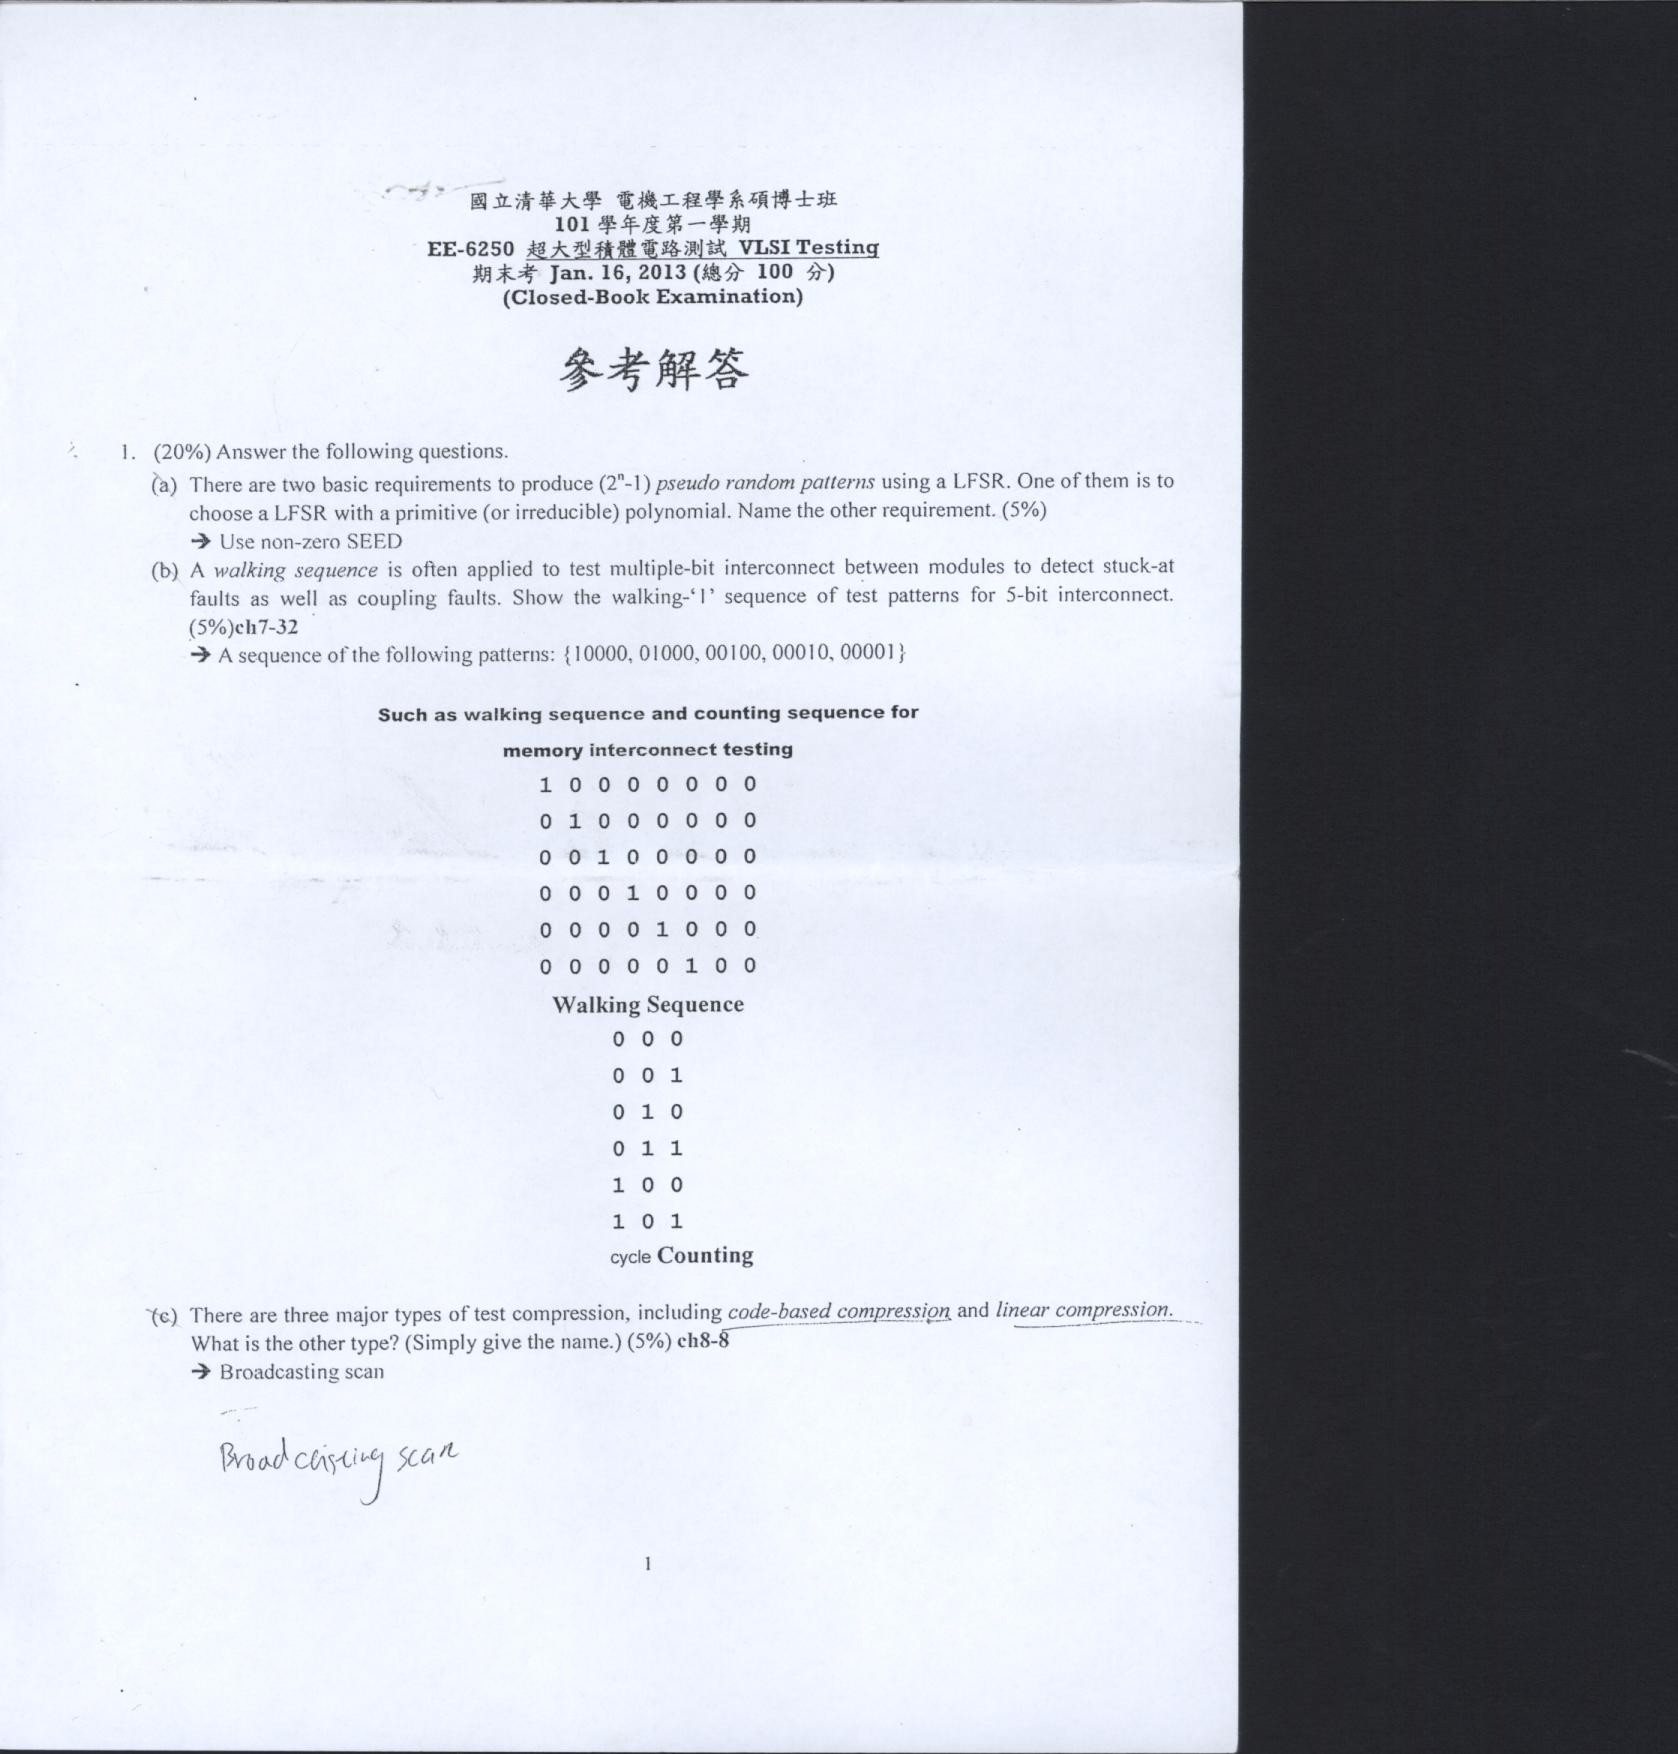 國立清華大學 電機工程學系碩博士班
101 學年度第一學期
EE-6250 超大型積體電路測試 VLSI Testing
期末考 Jan. 16, 2013 (總分 100 分)
(Closed-Book Examination)
參考解答
1. (20%) Answer the following questions.
(a) There are two basic requirements to produce (2ⁿ-1) pseudo random patterns using a LFSR. One of them is to
choose a LFSR with a primitive (or irreducible) polynomial. Name the other requirement. (5%)
➔ Use non-zero SEED
(b) A walking sequence is often applied to test multiple-bit interconnect between modules to detect stuck-at
faults as well as coupling faults. Show the walking-‘1’ sequence of test patterns for 5-bit interconnect.
(5%)ch7-32
➔ A sequence of the following patterns: {10000, 01000, 00100, 00010, 00001}
Such as walking sequence and counting sequence for
memory interconnect testing
1 0 0 0 0 0 0 0
0 1 0 0 0 0 0 0
0 0 1 0 0 0 0 0
0 0 0 1 0 0 0 0
0 0 0 0 1 0 0 0
0 0 0 0 0 1 0 0
Walking Sequence
0 0 0
0 0 1
0 1 0
0 1 1
1 0 0
1 0 1
cycle Counting
(c) There are three major types of test compression, including code-based compression and linear compression.
What is the other type? (Simply give the name.) (5%) ch8-8
➔ Broadcasting scan
Broadcasting scan
1